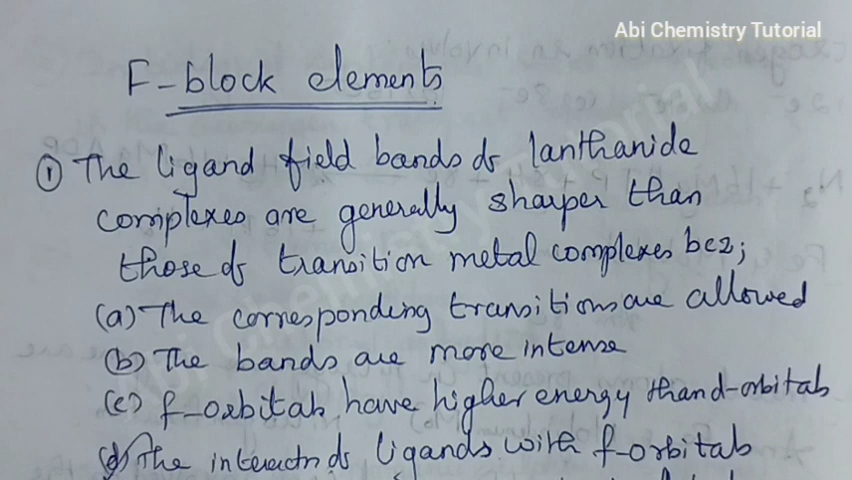 Abi Chemistry Tutorial
F-block elements
① The ligand field bands of lanthanide
complexes are generally sharper than
those of transition metal complexes bcz;
(a) The corresponding transitions are allowed
(b) The bands are more intense
(c) f-orbitals have higher energy than d-orbitals
(d) The interactn of ligands with f-orbitals